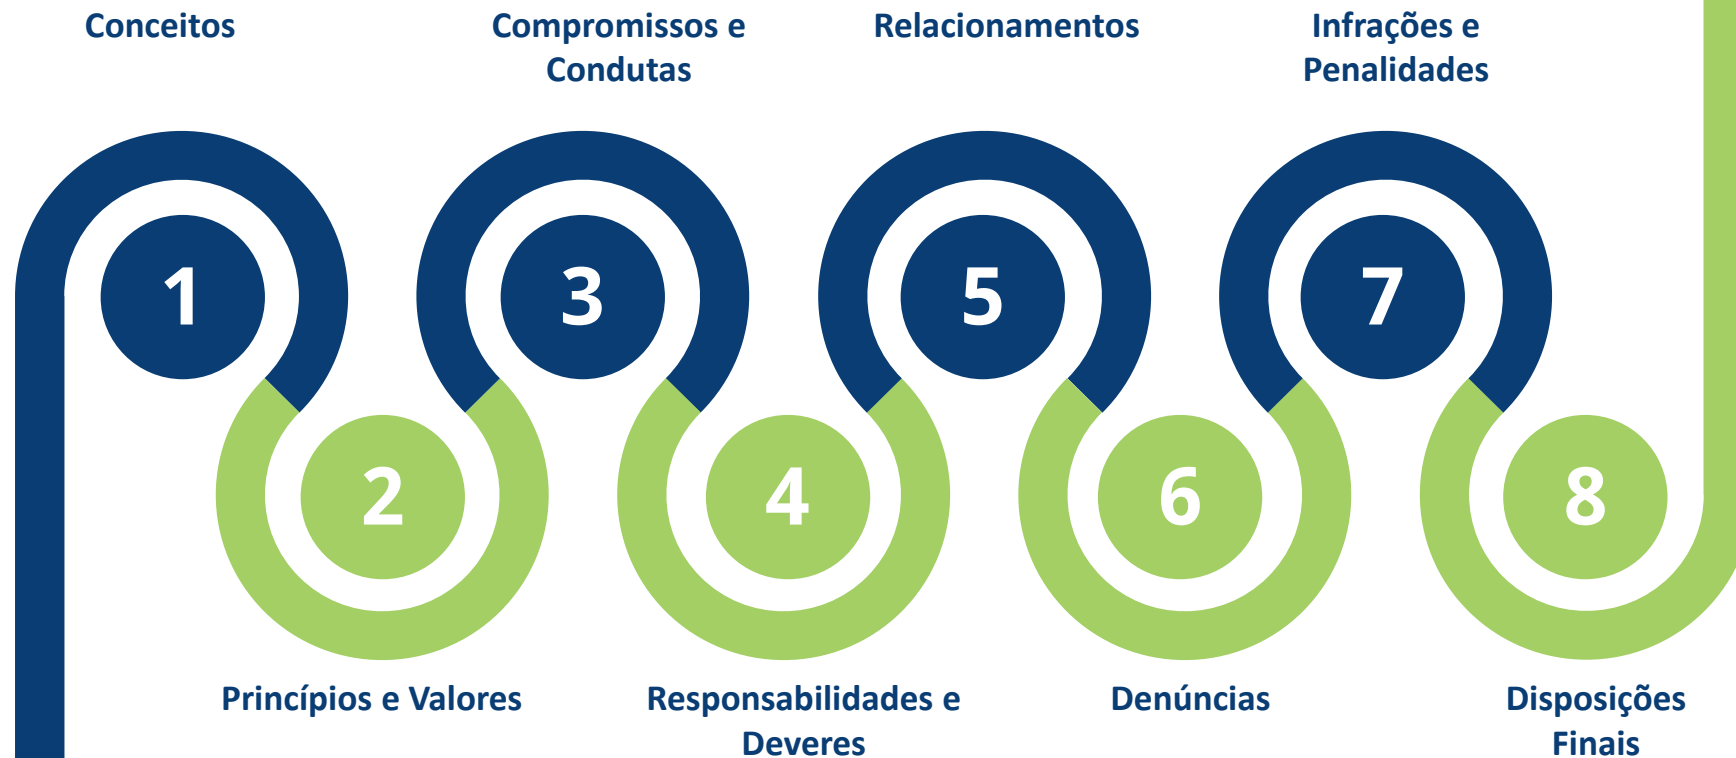 Conceitos
Compromissos e
Condutas
Relacionamentos
Infrações e
Penalidades
1
3
5
7
2
4
6
8
Princípios e Valores
Responsabilidades e
Deveres
Denúncias
Disposições
Finais